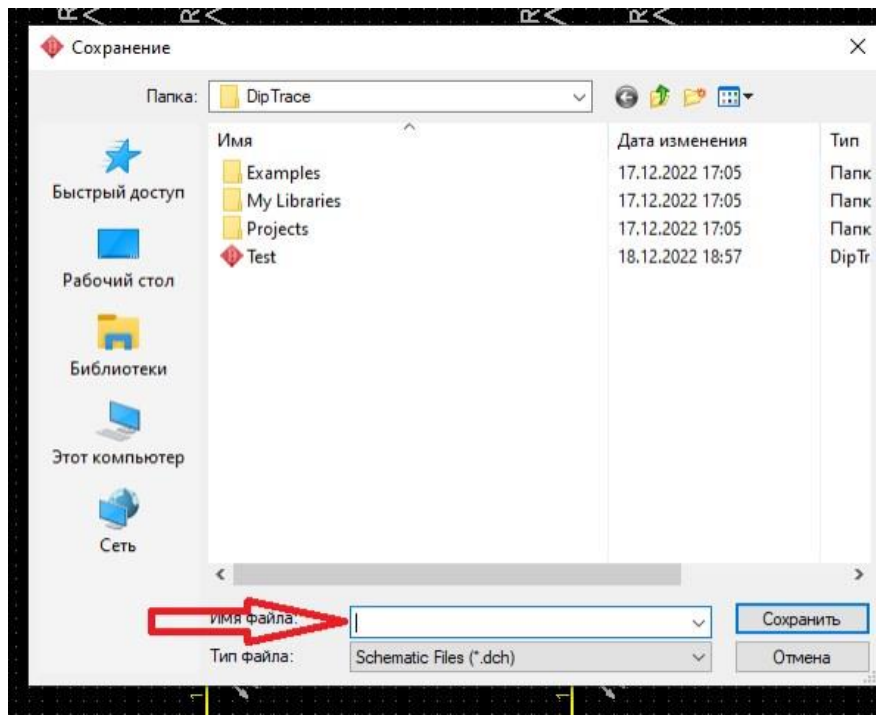 R
R
R
R
Сохранение
Папка: DipTrace
Имя Дата изменения Тип
Examples 17.12.2022 17:05 Папк
My Libraries 17.12.2022 17:05 Папк
Projects 17.12.2022 17:05 Папк
Test 18.12.2022 18:57 DipTr
Быстрый доступ
Рабочий стол
Библиотеки
Этот компьютер
Сеть
Имя файла: Сохранить
Тип файла: Schematic Files (*.dch) Отмена
1
1